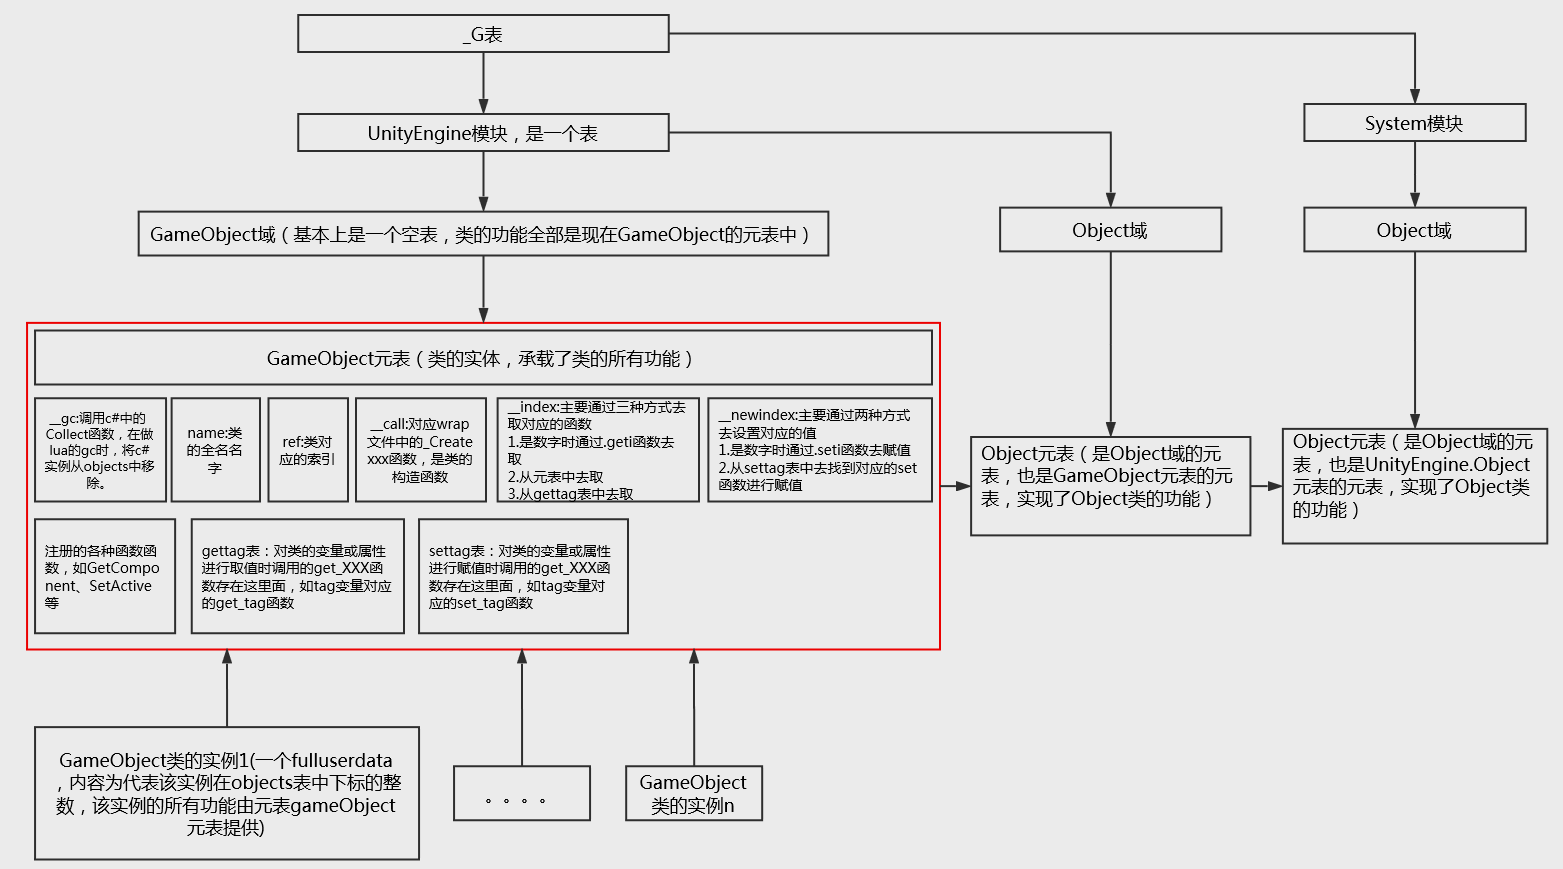 _G表
UnityEngine模块，是一个表
System模块
GameObject域（基本上是一个空表，类的功能全部是现在GameObject的元表中）
Object域
Object域
GameObject元表（类的实体，承载了类的所有功能）
__gc:调用c#中的
Collect函数，在做
lua的gc时，将c#
实例从objects中移
除。
name:类
的全名名
字
ref:类对
应的索引
__call:对应wrap
文件中的_Create
xxx函数，是类的
构造函数
__index:主要通过三种方式去
取对应的函数
1.是数字时通过.geti函数去
取
2.从元表中去取
3.从gettag表中去取
__newindex:主要通过两种方式
去设置对应的值
1.是数字时通过.seti函数去赋值
2.从settag表中去找到对应的set
函数进行赋值
Object元表（是Object域的元
表，也是GameObject元表的元
表，实现了Object类的功能）
Object元表（是Object域的元
表，也是UnityEngine.Object
元表的元表，实现了Object类
的功能）
注册的各种函数函
数，如GetCompo
nent、SetActive
等
gettag表：对类的变量或属性
进行取值时调用的get_XXX函
数存在这里面，如tag变量对应
的get_tag函数
settag表：对类的变量或属性
进行赋值时调用的get_XXX函
数存在这里面，如tag变量对
应的set_tag函数
GameObject类的实例1(一个fulluserdata
，内容为代表该实例在objects表中下标的整
数，该实例的所有功能由元表gameObject
元表提供)
。。。。
GameObject
类的实例n